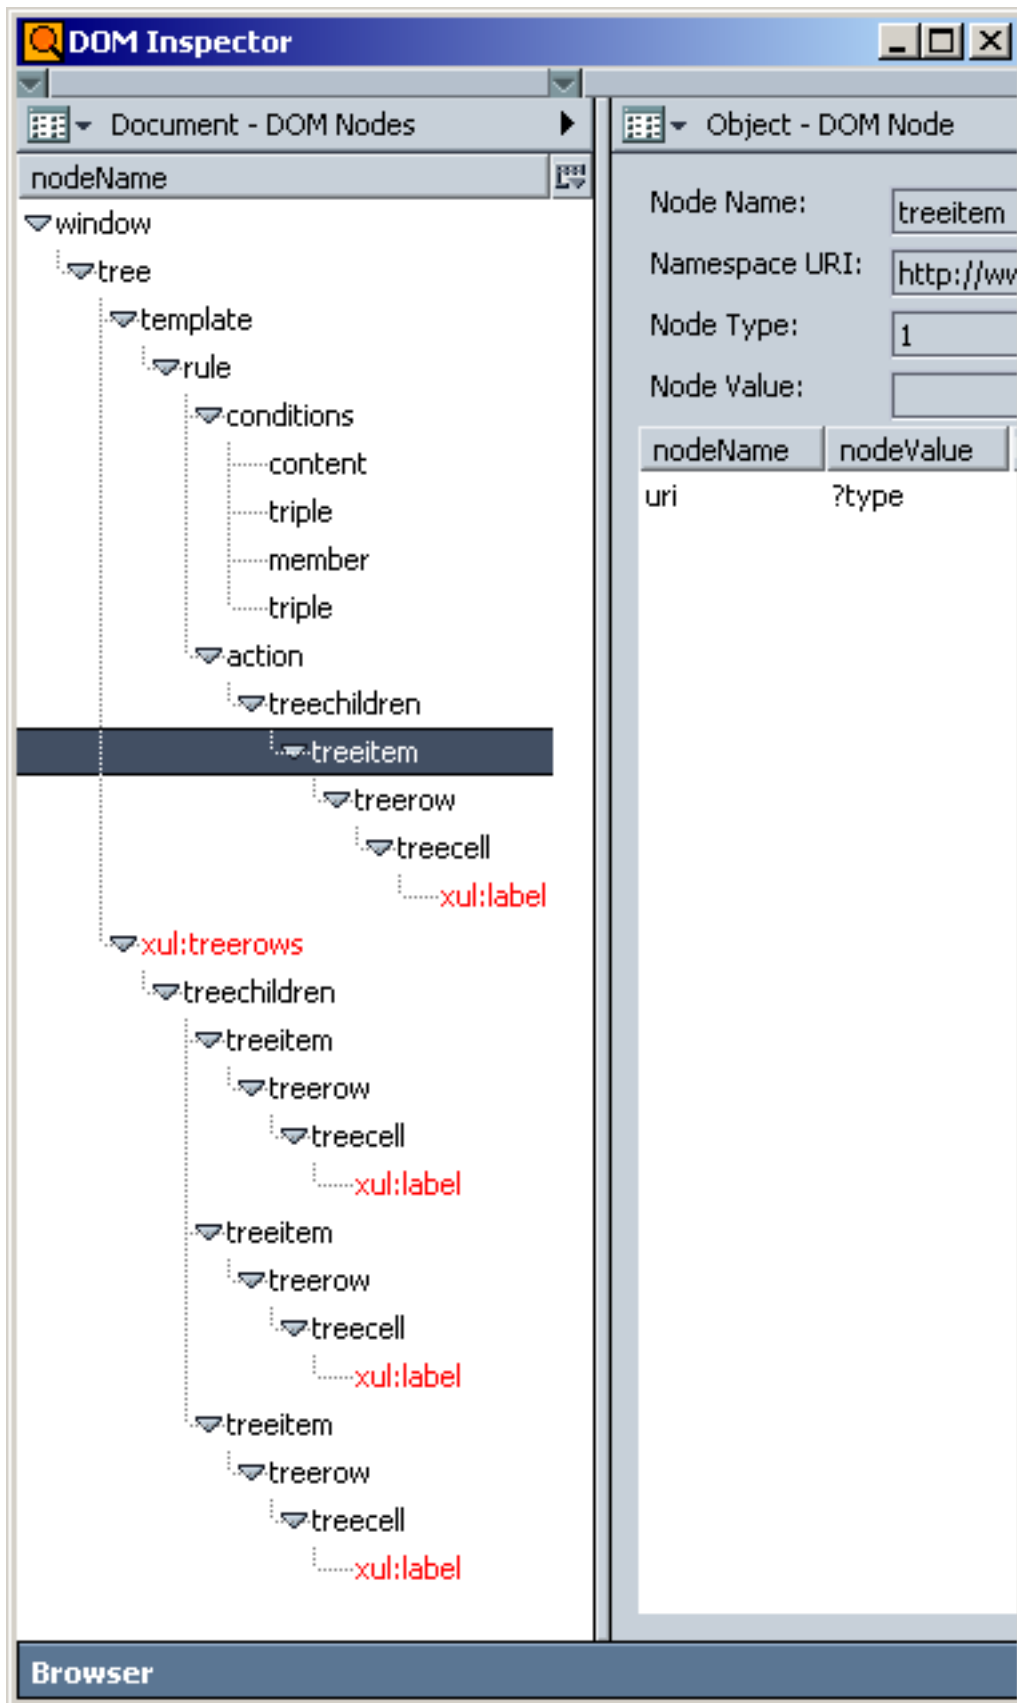 DOM Inspector
Document - DOM Nodes
nodeName
window
tree
template
rule
conditions
content
triple
member
triple
action
treechildren
treeitem
treerow
treecell
xul:label
xul:treerows
treechildren
treeitem
treerow
treecell
xul:label
treeitem
treerow
treecell
xul:label
treeitem
treerow
treecell
xul:label
Object - DOM Node
Node Name: treeitem
Namespace URI: http://ww
Node Type: 1
Node Value:
nodeName nodeValue
uri ?type
Browser